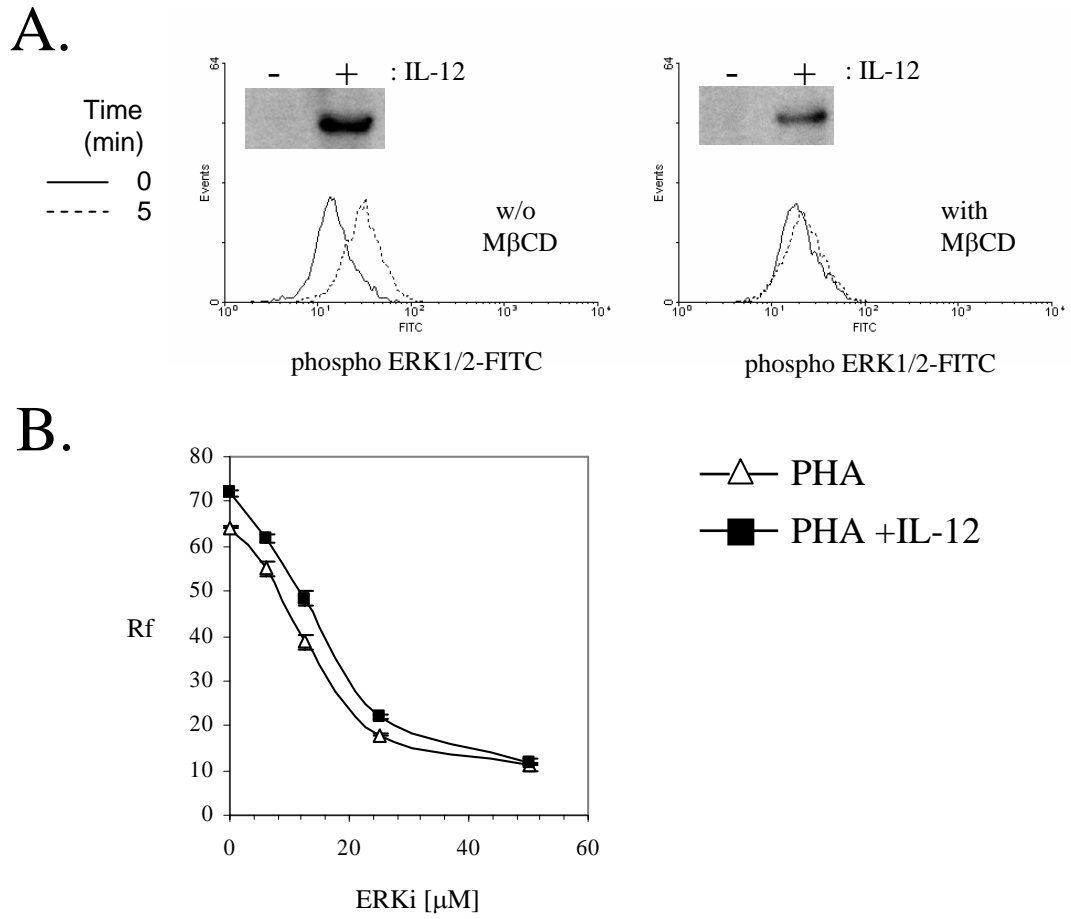 A.
Time
(min)
0
5
- + : IL-12
64
Events
0
w/o
MβCD
10⁰ 10¹ 10² 10³ 10⁴
FITC
phospho ERK1/2-FITC
- + : IL-12
64
Events
0
with
MβCD
10⁰ 10¹ 10² 10³ 10⁴
FITC
phospho ERK1/2-FITC
B.
80
70
60
50
40
30
20
10
0
Rf
0 20 40 60
ERKi [μM]
PHA
PHA +IL-12